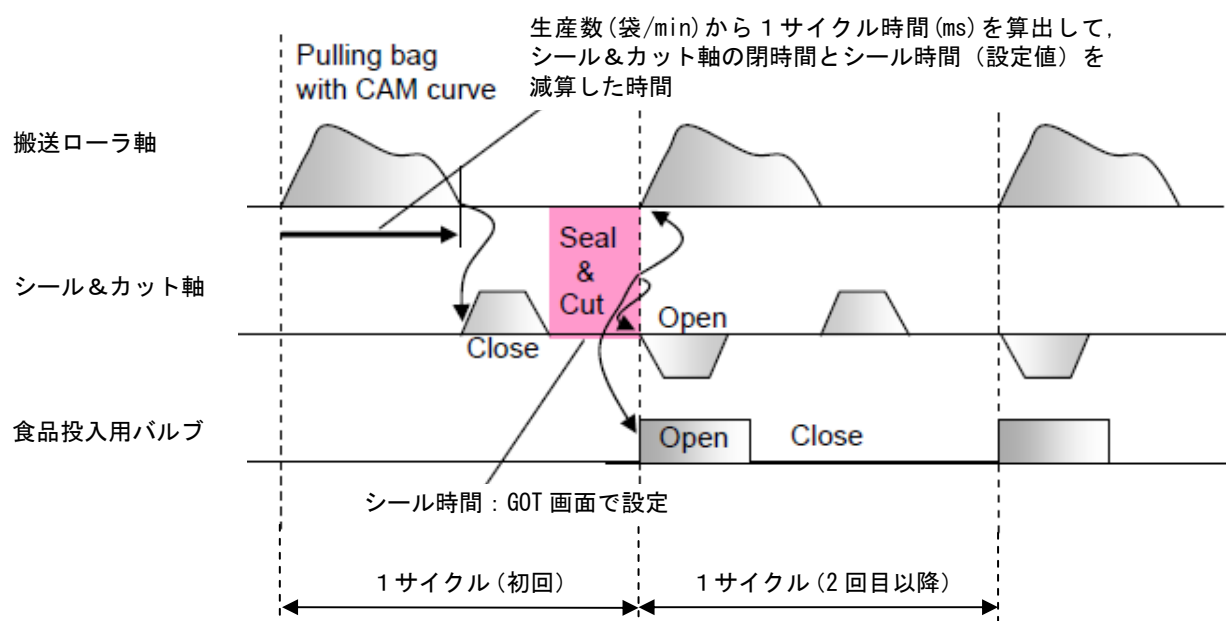 生産数(袋/min)から１サイクル時間(ms)を算出して,
シール＆カット軸の閉時間とシール時間（設定値）を
減算した時間
Pulling bag
with CAM curve
搬送ローラ軸
Seal
&
Cut
シール＆カット軸
Open
Close
食品投入用バルブ
Open
Close
シール時間：GOT 画面で設定
１サイクル(初回)
１サイクル(2 回目以降)